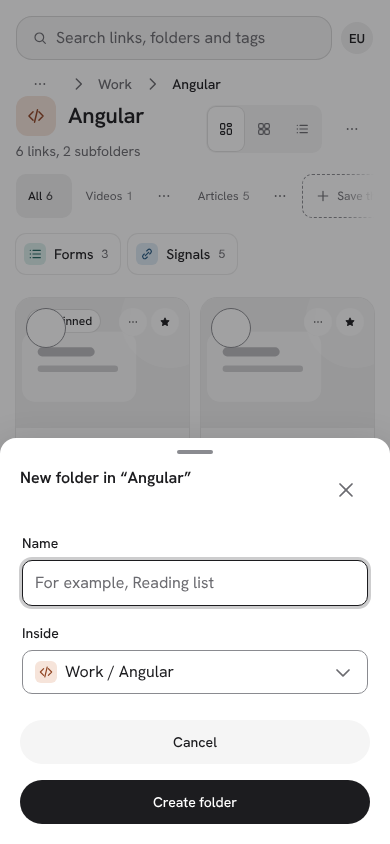 Search links, folders and tags
EU
... > Work > Angular
Angular
6 links, 2 subfolders
All 6 Videos 1 ... Articles 5 ... + Save
Forms 3 Signals 5
New folder in “Angular”
Name
For example, Reading list
Inside
Work / Angular
Cancel
Create folder